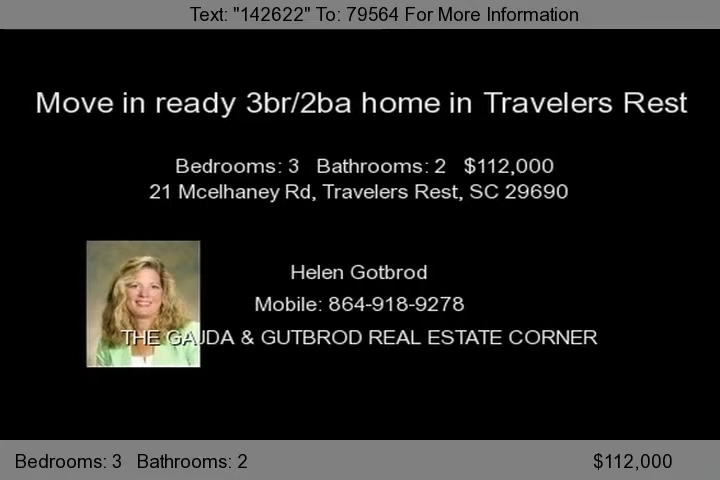 Text: "142622" To: 79564 For More Information
Move in ready 3br/2ba home in Travelers Rest
Bedrooms: 3 Bathrooms: 2 $112,000
21 Mcelhaney Rd, Travelers Rest, SC 29690
Helen Gotbrod
Mobile: 864-918-9278
THE GAJDA & GUTBROD REAL ESTATE CORNER
Bedrooms: 3 Bathrooms: 2 $112,000